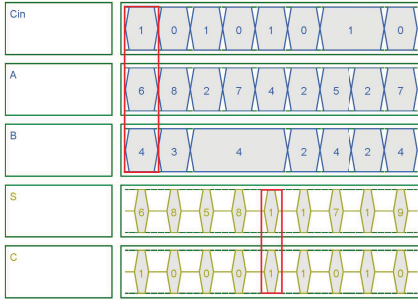 Cin 1 0 1 0 1 0 1 0
A 6 8 2 7 4 2 5 2 7
B 4 3 4 2 4 2 4
S 6 8 5 8 1 1 7 1 9
C 1 0 0 0 1 1 0 1 0